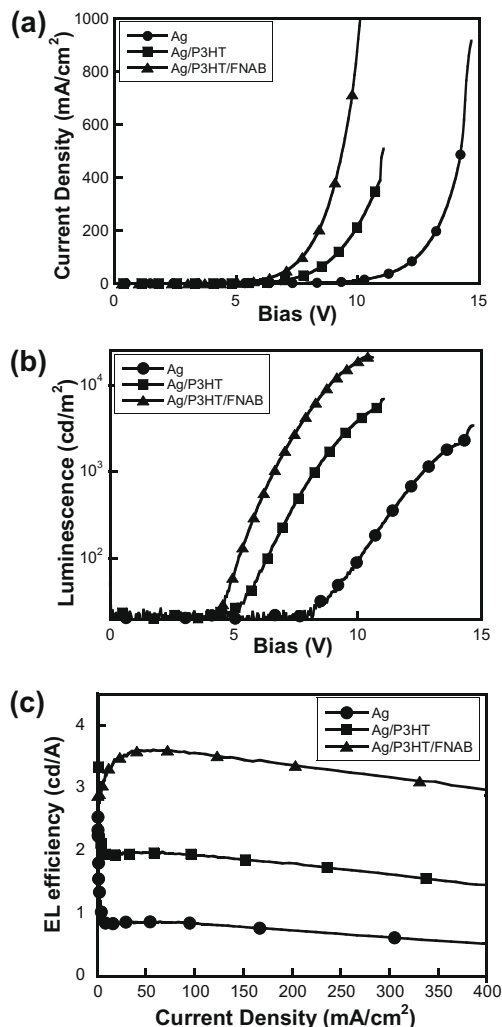 (a)
Ag
Ag/P3HT
Ag/P3HT/FNAB
Current Density (mA/cm²)
1000
800
600
400
200
0
0 5 10 15
Bias (V)
(b)
Ag
Ag/P3HT
Ag/P3HT/FNAB
Luminescence (cd/m²)
10⁴
10³
10²
0 5 10 15
Bias (V)
(c)
Ag
Ag/P3HT
Ag/P3HT/FNAB
EL efficiency (cd/A)
4
3
2
1
0
0 50 100 150 200 250 300 350 400
Current Density (mA/cm²)